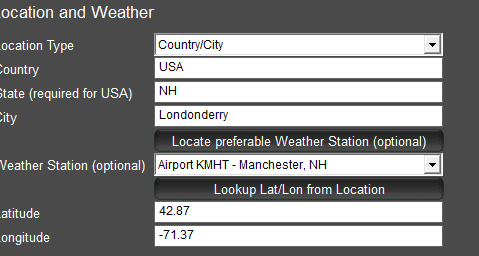 ocation and Weather
ocation Type Country/City
Country USA
State (required for USA) NH
City Londonderry
Locate preferable Weather Station (optional)
Weather Station (optional) Airport KMHT - Manchester, NH
Lookup Lat/Lon from Location
atitude 42.87
ongitude -71.37